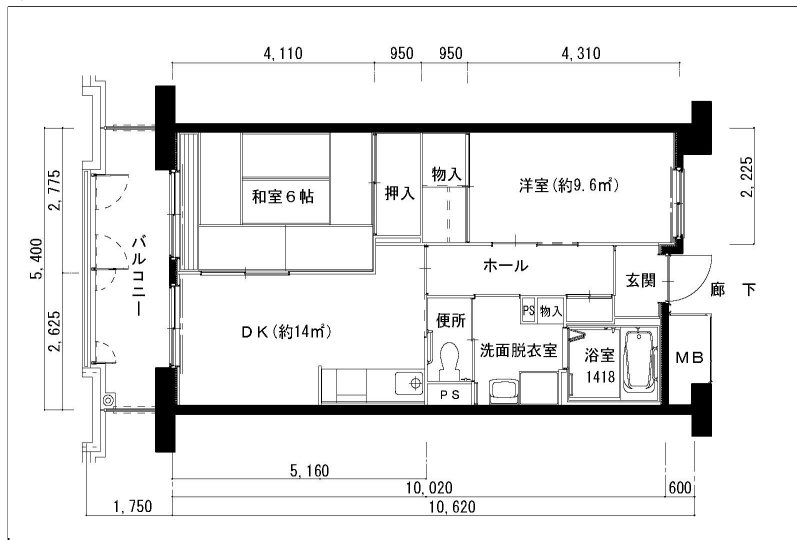 4,110
950
950
4,310
2,775
5,400
2,625
2,225
バルコニー
和室６帖
押入
物入
洋室(約9.6㎡)
ホール
玄関
廊下
ＤＫ(約14㎡)
便所
PS
物入
洗面脱衣室
浴室
1418
ＭＢ
ＰＳ
5,160
10,020
600
1,750
10,620